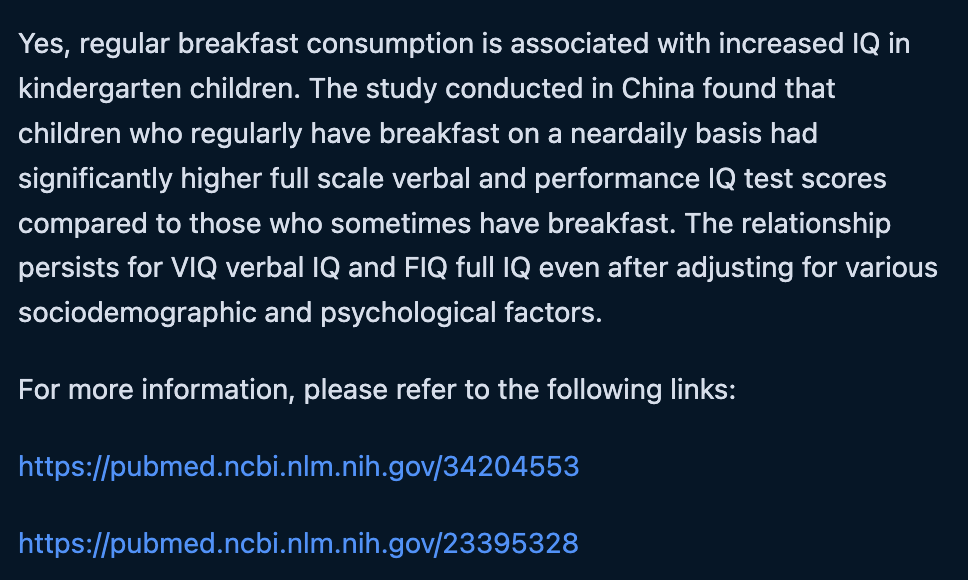 Yes, regular breakfast consumption is associated with increased IQ in
kindergarten children. The study conducted in China found that
children who regularly have breakfast on a neardaily basis had
significantly higher full scale verbal and performance IQ test scores
compared to those who sometimes have breakfast. The relationship
persists for VIQ verbal IQ and FIQ full IQ even after adjusting for various
sociodemographic and psychological factors.
For more information, please refer to the following links:
https://pubmed.ncbi.nlm.nih.gov/34204553
https://pubmed.ncbi.nlm.nih.gov/23395328